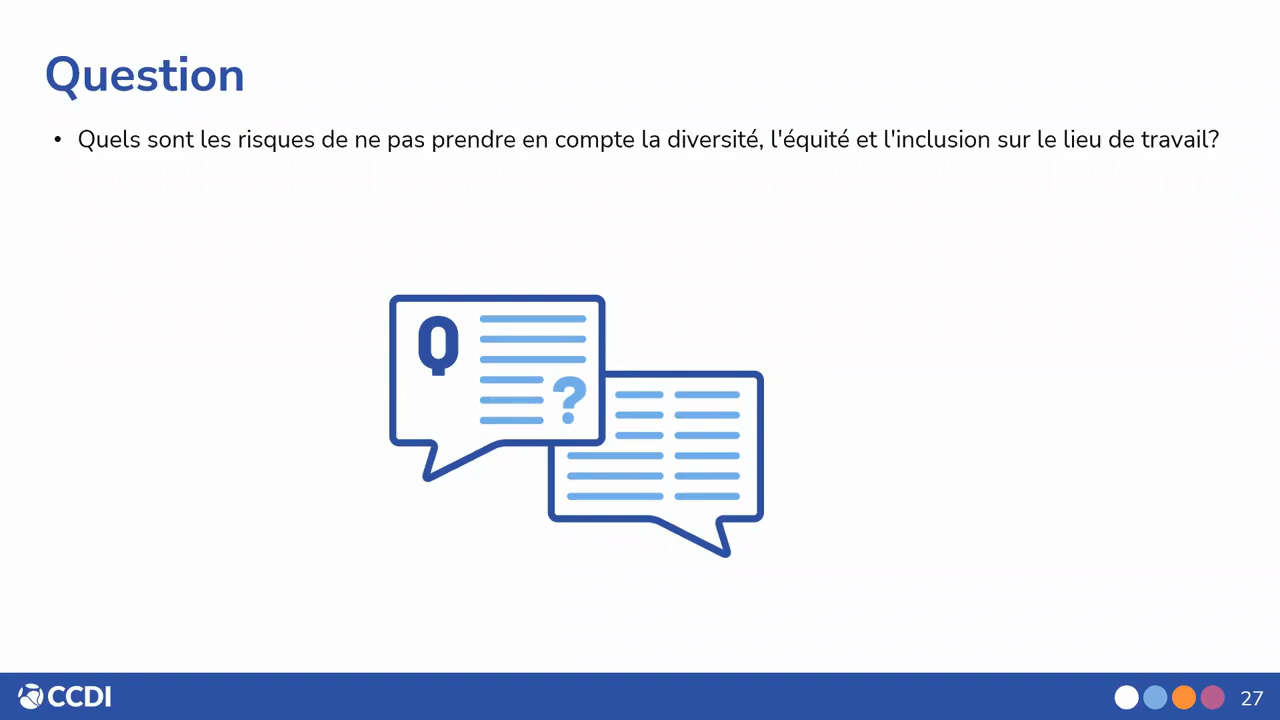 Question
• Quels sont les risques de ne pas prendre en compte la diversité, l'équité et l'inclusion sur le lieu de travail?
Q
?
CCDI
27